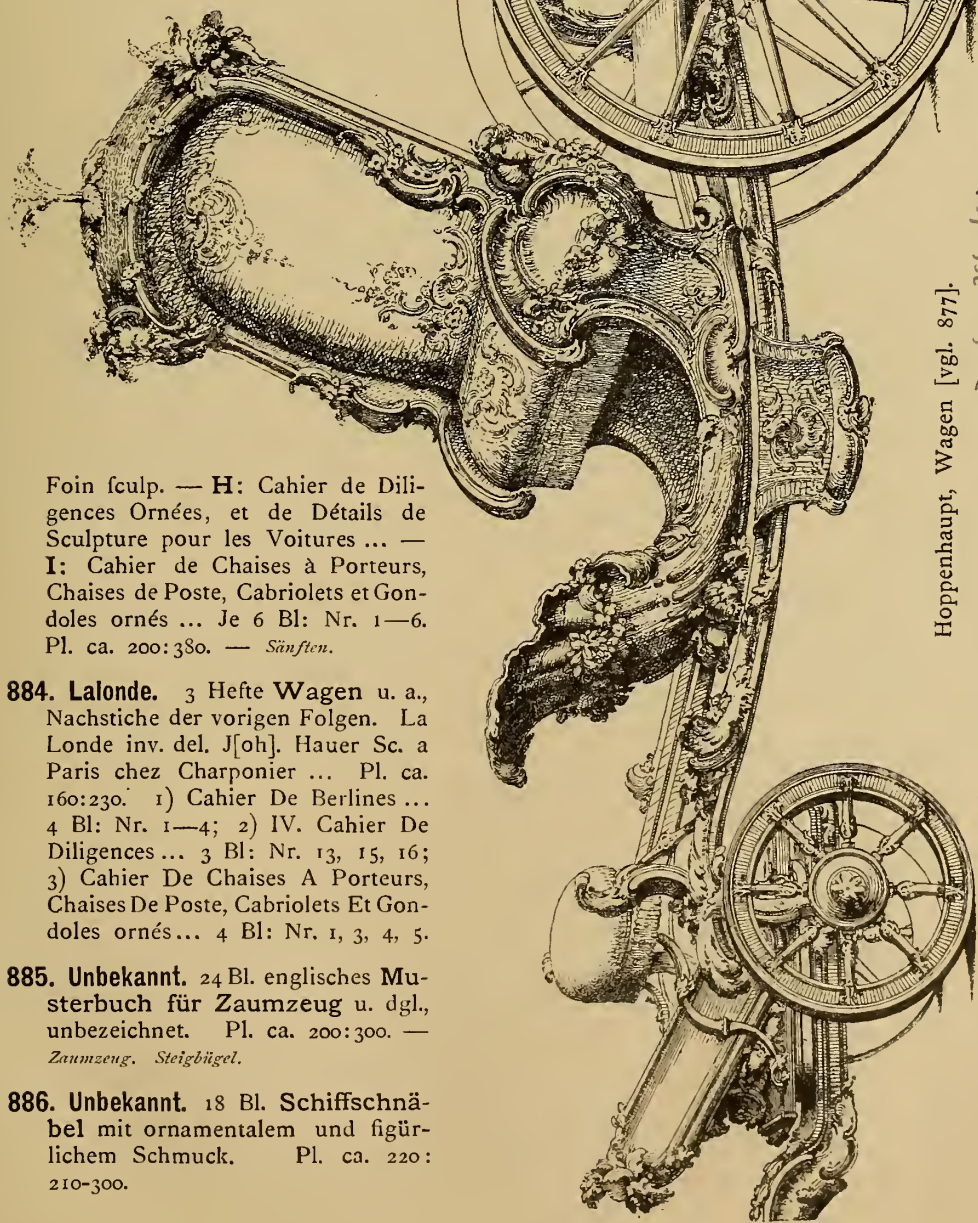 Foin ſculp. — H: Cahier de Dili-
gences Ornées, et de Détails de
Sculpture pour les Voitures ... —
I: Cahier de Chaises à Porteurs,
Chaises de Poste, Cabriolets et Gon-
doles ornés ... Je 6 Bl: Nr. 1—6.
Pl. ca. 200:380. — Sänften.
884. Lalonde. 3 Hefte Wagen u. a.,
Nachstiche der vorigen Folgen. La
Londe inv. del. J[oh]. Hauer Sc. a
Paris chez Charponier ... Pl. ca.
160:230. 1) Cahier De Berlines ...
4 Bl: Nr. 1—4; 2) IV. Cahier De
Diligences ... 3 Bl: Nr. 13, 15, 16;
3) Cahier De Chaises A Porteurs,
Chaises De Poste, Cabriolets Et Gon-
doles ornés ... 4 Bl: Nr. 1, 3, 4, 5.
885. Unbekannt. 24 Bl. englisches Mu-
sterbuch für Zaumzeug u. dgl.,
unbezeichnet. Pl. ca. 200:300. —
Zaumzeug. Steigbügel.
886. Unbekannt. 18 Bl. Schiffschnä-
bel mit ornamentalem und figür-
lichem Schmuck. Pl. ca. 220:
210-300.
Hoppenhaupt, Wagen [vgl. 877].